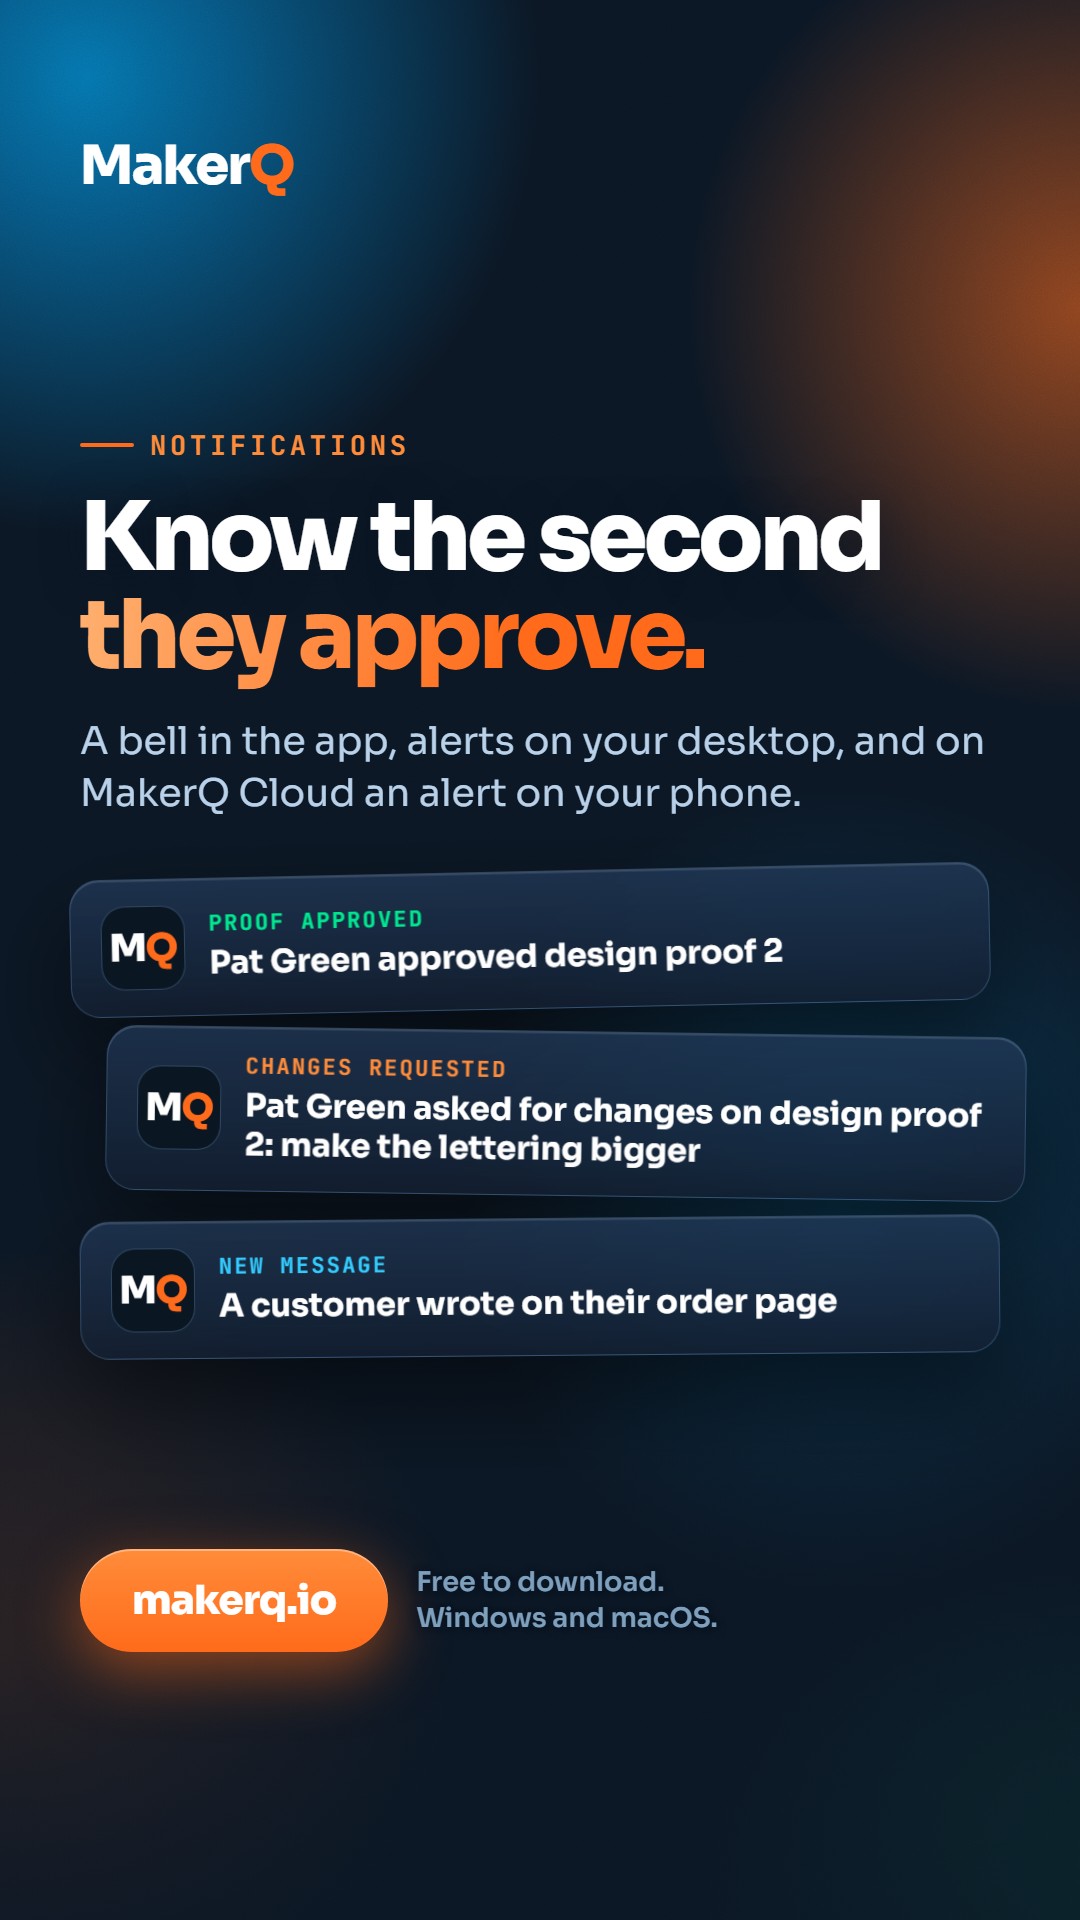 MakerQ
NOTIFICATIONS
Know the second
they approve.
A bell in the app, alerts on your desktop, and on
MakerQ Cloud an alert on your phone.
MQ
PROOF APPROVED
Pat Green approved design proof 2
MQ
CHANGES REQUESTED
Pat Green asked for changes on design proof
2: make the lettering bigger
MQ
NEW MESSAGE
A customer wrote on their order page
makerq.io
Free to download.
Windows and macOS.